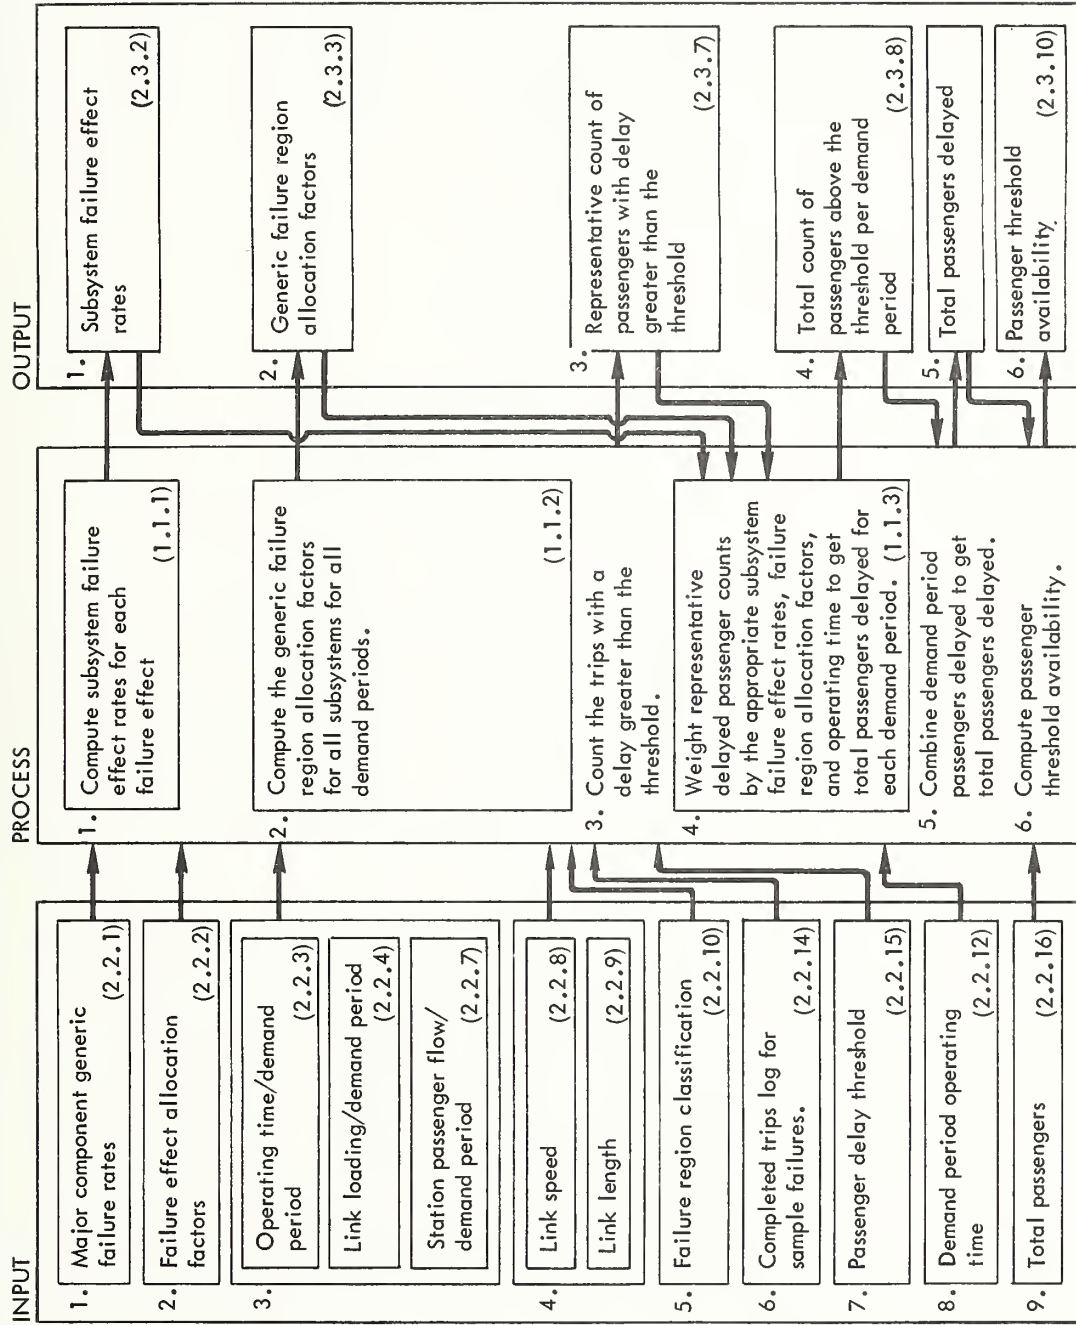 INPUT
1. Major component generic
failure rates (2.2.1)
2. Failure effect allocation
factors (2.2.2)
3.
Operating time/demand
period (2.2.3)
Link loading/demand period
(2.2.4)
Station passenger flow/
demand period (2.2.7)
4.
Link speed (2.2.8)
Link length (2.2.9)
5. Failure region classification
(2.2.10)
6. Completed trips log for
sample failures. (2.2.14)
7. Passenger delay threshold
(2.2.15)
8. Demand period operating
time (2.2.12)
9. Total passengers (2.2.16)
PROCESS
1. Compute subsystem failure
effect rates for each
failure effect (1.1.1)
2. Compute the generic failure
region allocation factors
for all subsystems for all
demand periods.
(1.1.2)
3. Count the trips with a
delay greater than the
threshold.
4. Weight representative
delayed passenger counts
by the appropriate subsystem
failure effect rates, failure
region allocation factors,
and operating time to get
total passengers delayed for
each demand period. (1.1.3)
5. Combine demand period
passengers delayed to get
total passengers delayed.
6. Compute passenger
threshold availability.
OUTPUT
1. Subsystem failure effect
rates (2.3.2)
2. Generic failure region
allocation factors
(2.3.3)
3. Representative count of
passengers with delay
greater than the
threshold (2.3.7)
4. Total count of
passengers above the
threshold per demand
period (2.3.8)
5. Total passengers delayed
6. Passenger threshold
availability (2.3.10)